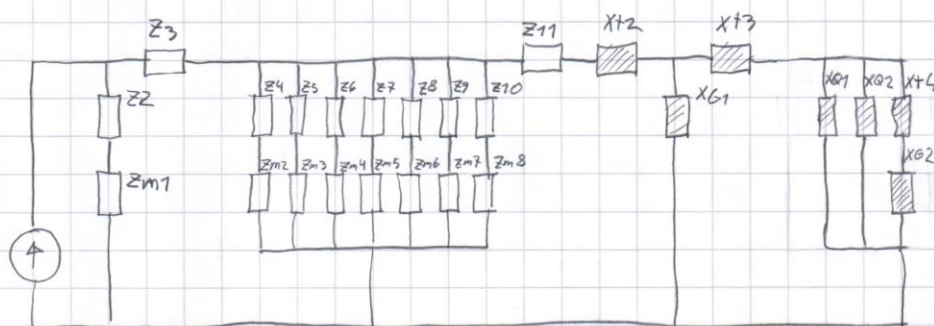 Z3
Z11
Xt2
Xt3
Z2
Z4 Z5 Z6 Z7 Z8 Z9 Z10
XG1
XQ1 XQ2 Xt4
Zm1
Zm2 Zm3 Zm4 Zm5 Zm6 Zm7 Zm8
XG2